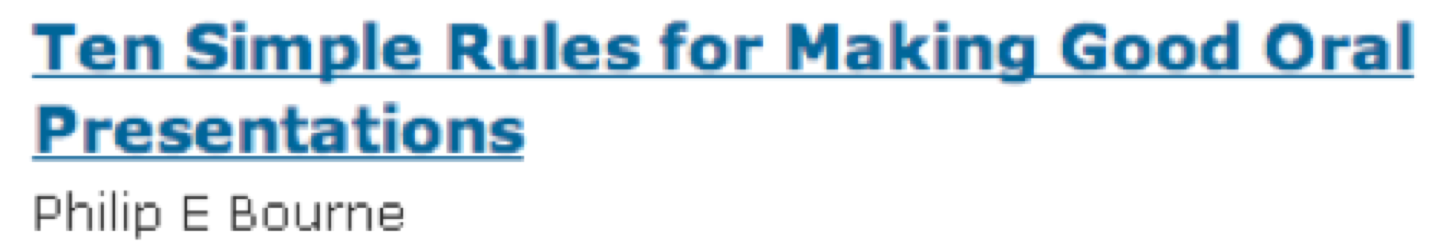 Ten Simple Rules for Making Good Oral
Presentations
Philip E Bourne